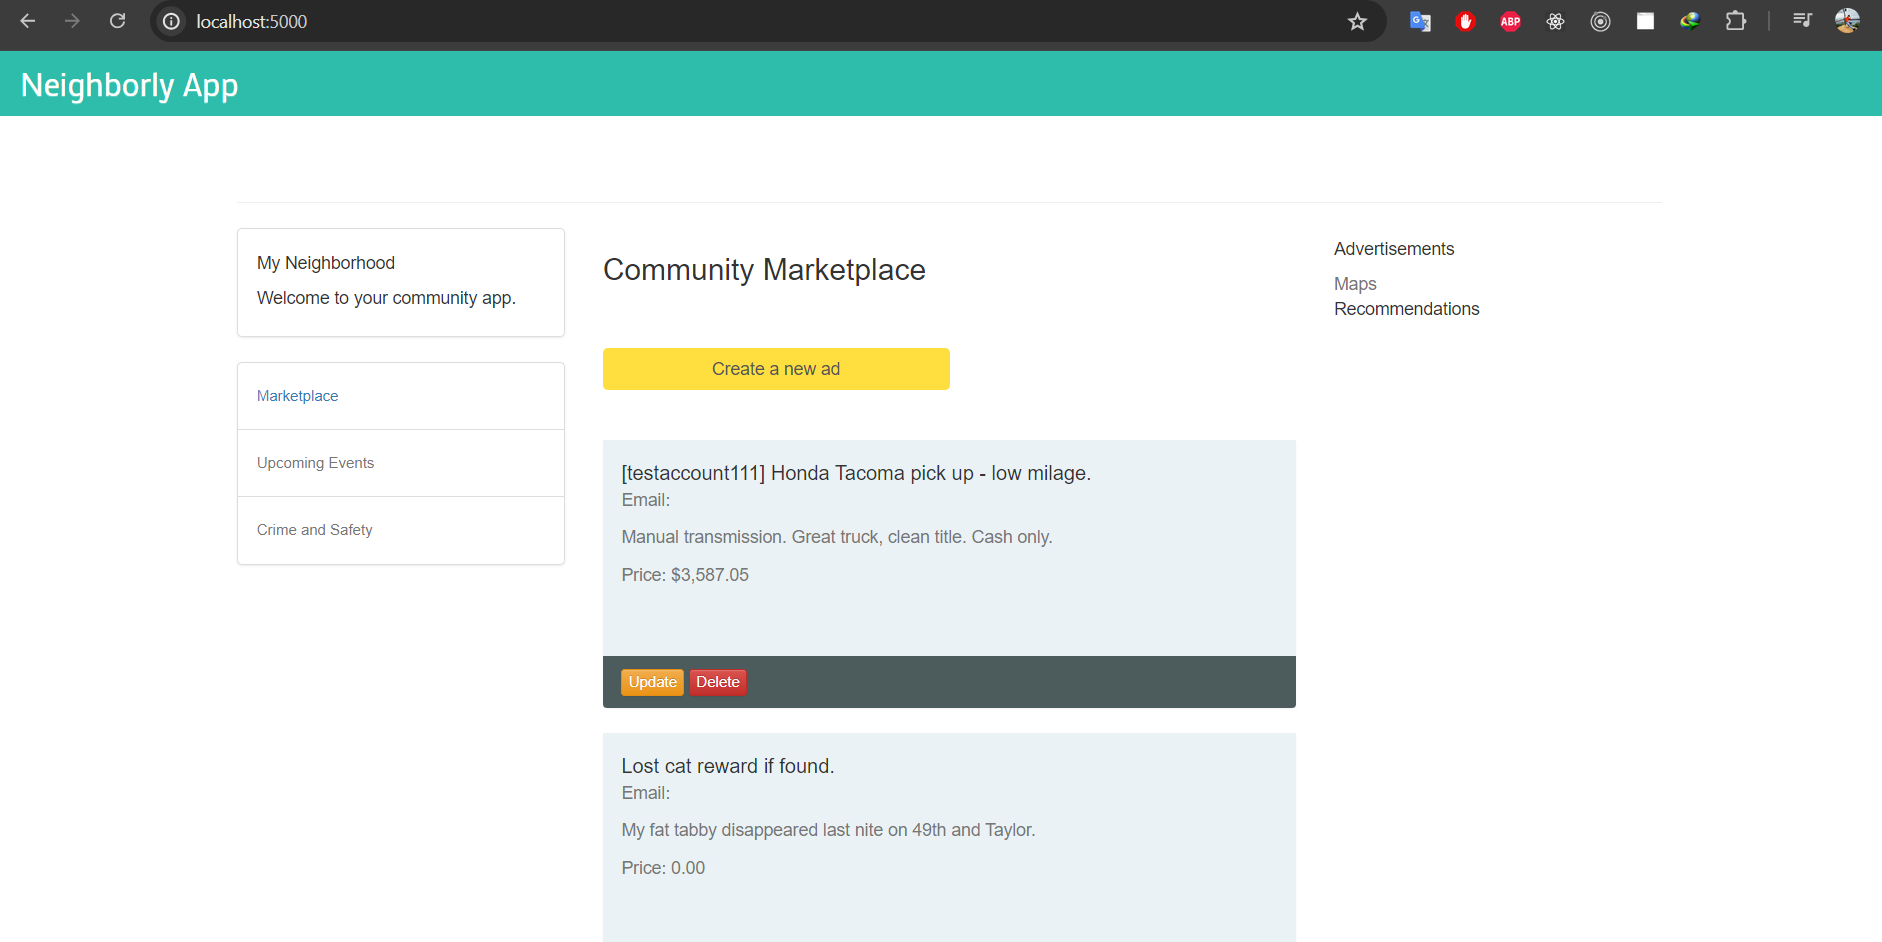 localhost:5000
ABP
Neighborly App
My Neighborhood
Welcome to your community app.
Marketplace
Upcoming Events
Crime and Safety
Community Marketplace
Create a new ad
[testaccount111] Honda Tacoma pick up - low milage.
Email:
Manual transmission. Great truck, clean title. Cash only.
Price: $3,587.05
Update Delete
Lost cat reward if found.
Email:
My fat tabby disappeared last nite on 49th and Taylor.
Price: 0.00
Advertisements
Maps
Recommendations